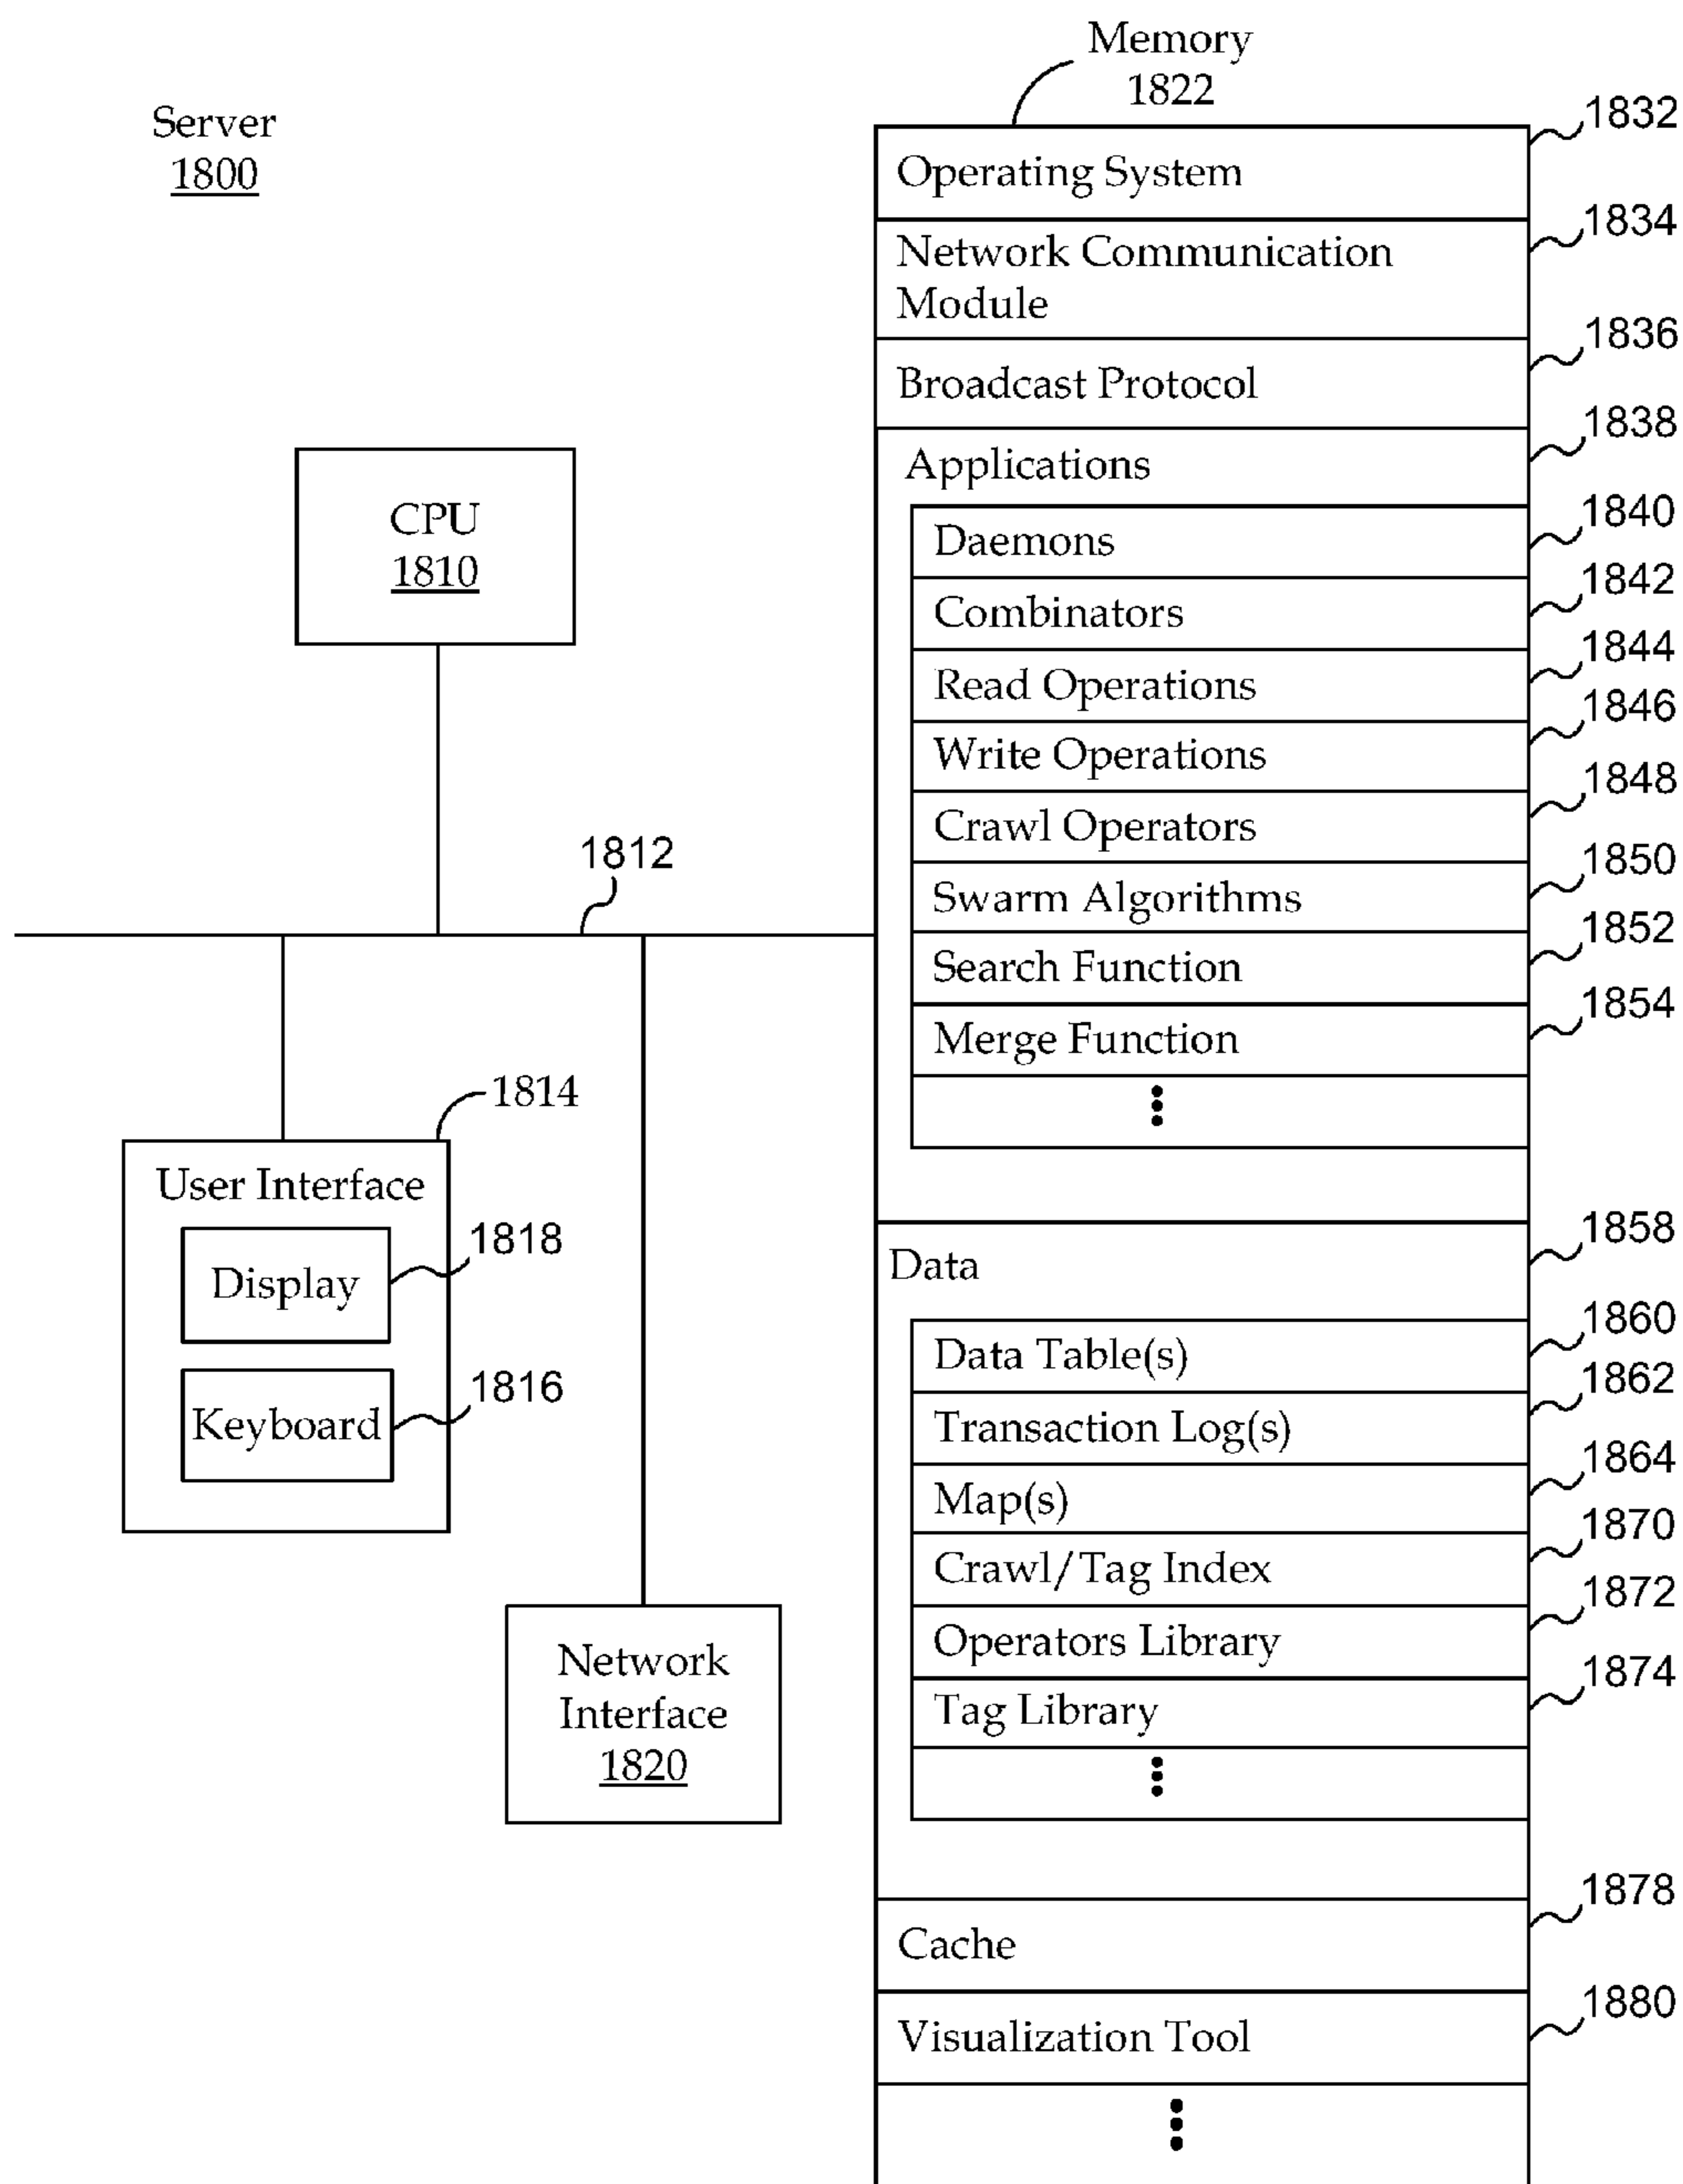 Memory
1822
Server
1800
1832
Operating System
1834
Network Communication
Module
1836
Broadcast Protocol
1838
Applications
1840
Daemons
1842
Combinators
1844
Read Operations
1846
Write Operations
1848
Crawl Operators
1850
Swarm Algorithms
1852
Search Function
1854
Merge Function
CPU
1810
1812
1814
User Interface
1818
Display
1816
Keyboard
Network
Interface
1820
1858
Data
1860
Data Table(s)
1862
Transaction Log(s)
1864
Map(s)
1870
Crawl/Tag Index
1872
Operators Library
1874
Tag Library
1878
Cache
1880
Visualization Tool